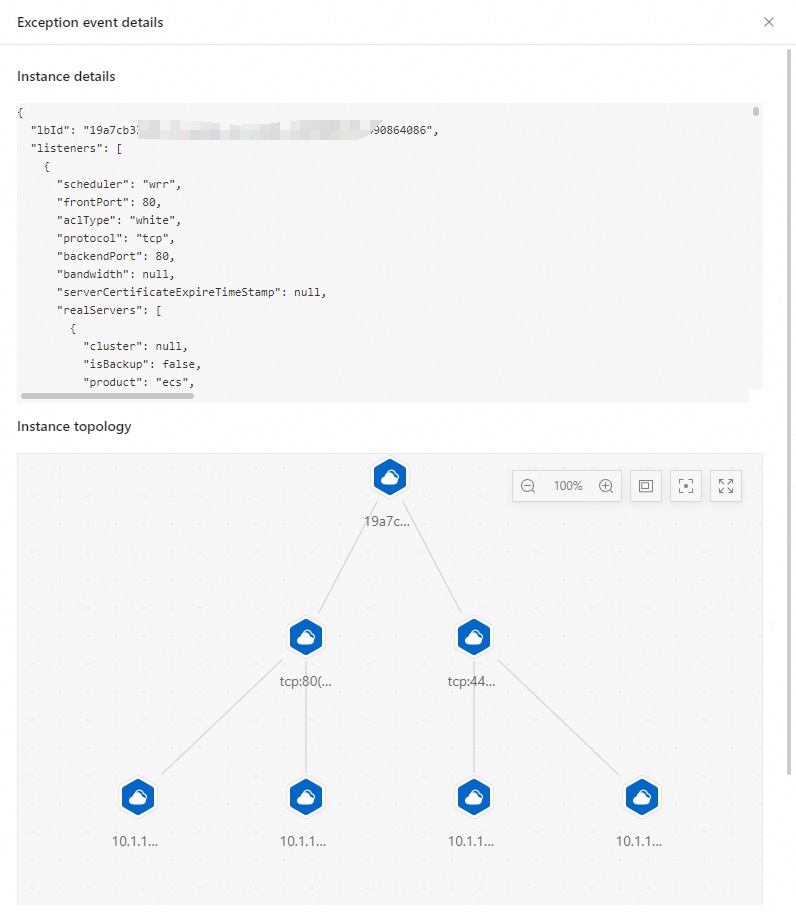 Exception event details
Instance details
{
"lbId": "19a7cb3 90864086",
"listeners": [
{
"scheduler": "wrr",
"frontPort": 80,
"aclType": "white",
"protocol": "tcp",
"backendPort": 80,
"bandwidth": null,
"serverCertificateExpireTimeStamp": null,
"realServers": [
{
"cluster": null,
"isBackup": false,
"product": "ecs",
Instance topology
100%
19a7c...
tcp:80(...
tcp:44...
10.1.1...
10.1.1...
10.1.1...
10.1.1...